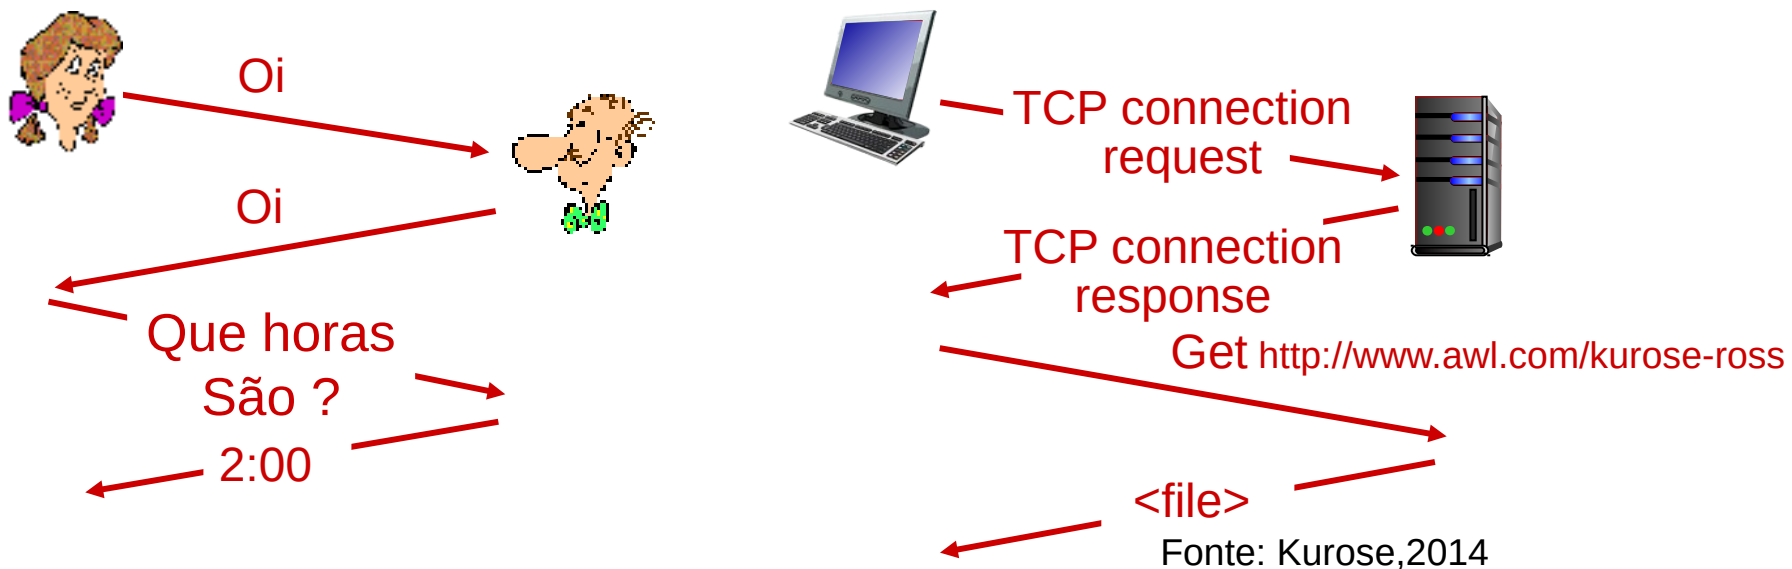 Oi
Oi
Que horas
São ?
2:00
TCP connection
request
TCP connection
response
Get http://www.awl.com/kurose-ross
<file>
Fonte: Kurose,2014